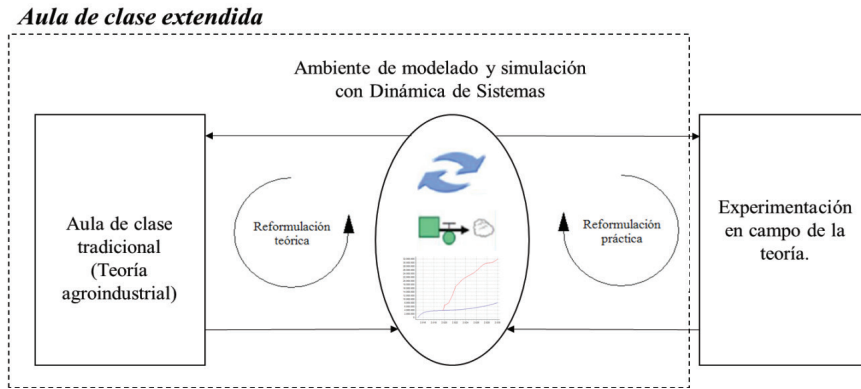 Aula de clase extendida
Ambiente de modelado y simulación
con Dinámica de Sistemas
Aula de clase
tradicional
(Teoría
agroindustrial)
Reformulación
teórica
Reformulación
práctica
Experimentación
en campo de la
teoría.